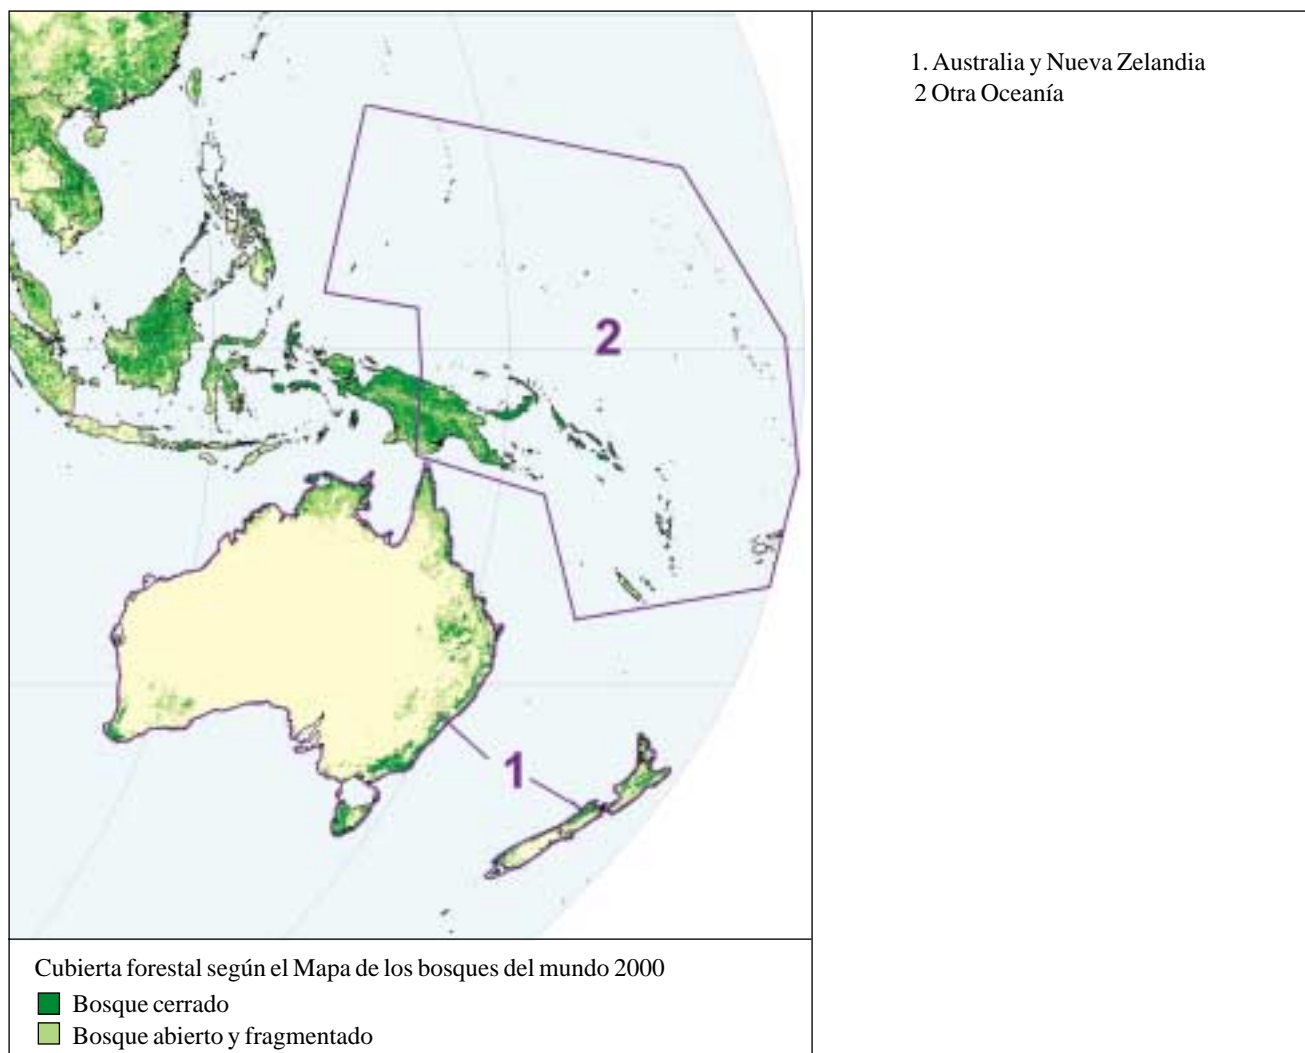 1. Australia y Nueva Zelandia
2 Otra Oceanía
2
1
Cubierta forestal según el Mapa de los bosques del mundo 2000
Bosque cerrado
Bosque abierto y fragmentado